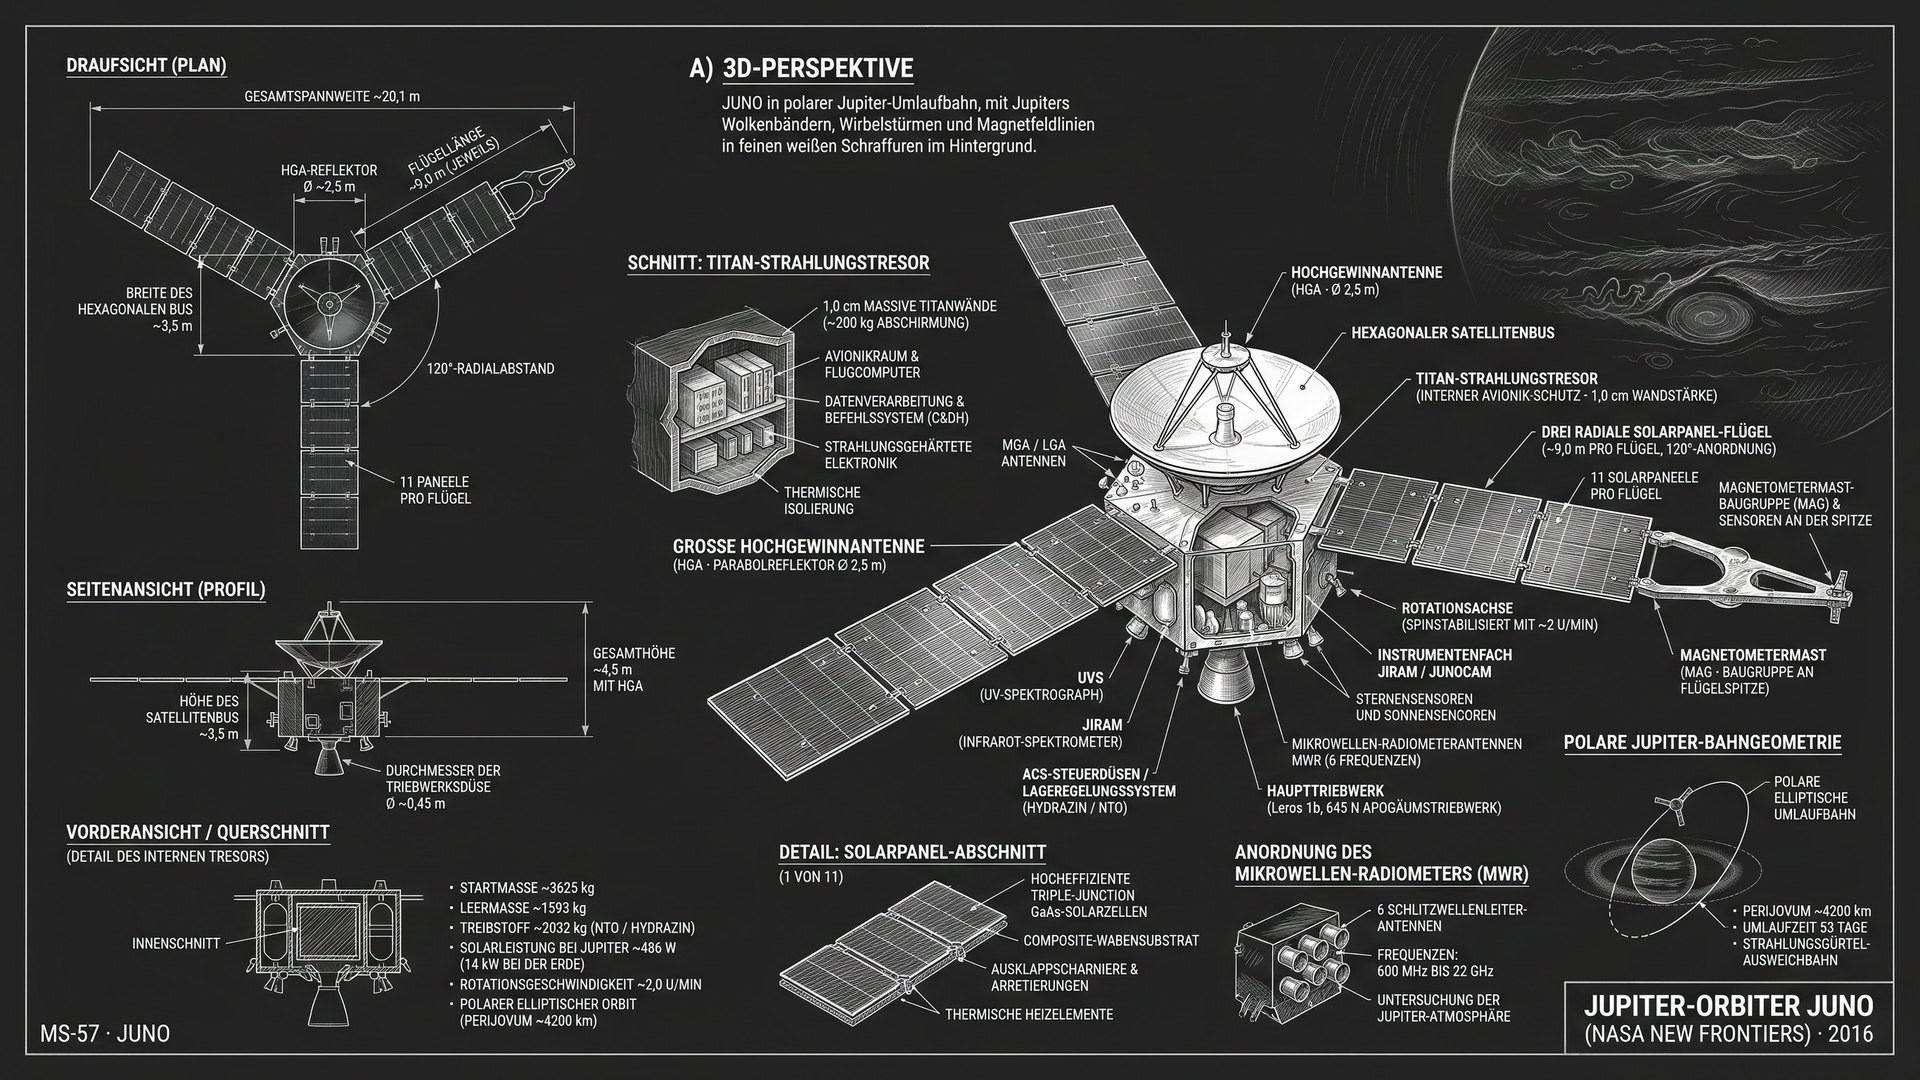 DRAUFSICHT (PLAN)
GESAMTSPANNWEITE ~20,1 m
FLÜGELLÄNGE
~9,0 m (JEWEILS)
HGA-REFLEKTOR
Ø ~2,5 m
BREITE DES
HEXAGONALEN BUS
~3,5 m
120°-RADIALABSTAND
11 PANEELE
PRO FLÜGEL
SEITENANSICHT (PROFIL)
GESAMTHÖHE
~4,5 m
MIT HGA
HÖHE DES
SATELLITENBUS
~3,5 m
DURCHMESSER DER
TRIEBWERKSDÜSE
Ø ~0,45 m
VORDERANSICHT / QUERSCHNITT
(DETAIL DES INTERNEN TRESORS)
INNENSCHNITT
• STARTMASSE ~3625 kg
• LEERMASSE ~1593 kg
• TREIBSTOFF ~2032 kg (NTO / HYDRAZIN)
• SOLARLEISTUNG BEI JUPITER ~486 W
(14 kW BEI DER ERDE)
• ROTATIONSGESCHWINDIGKEIT ~2,0 U/MIN
• POLARER ELLIPTISCHER ORBIT
(PERIJOVUM ~4200 km)
MS-57 · JUNO
A) 3D-PERSPEKTIVE
JUNO in polarer Jupiter-Umlaufbahn, mit Jupiters
Wolkenbändern, Wirbelstürmen und Magnetfeldlinien
in feinen weißen Schraffuren im Hintergrund.
SCHNITT: TITAN-STRAHLUNGSTRESOR
1,0 cm MASSIVE TITANWÄNDE
(~200 kg ABSCHIRMUNG)
AVIONIKRAUM &
FLUGCOMPUTER
DATENVERARBEITUNG &
BEFEHLSSYSTEM (C&DH)
STRAHLUNGSGEHÄRTETE
ELEKTRONIK
THERMISCHE
ISOLIERUNG
MGA / LGA
ANTENNEN
GROSSE HOCHGEWINNANTENNE
(HGA · PARABOLREFLEKTOR Ø 2,5 m)
HOCHGEWINNANTENNE
(HGA · Ø 2,5 m)
HEXAGONALER SATELLITENBUS
TITAN-STRAHLUNGSTRESOR
(INTERNER AVIONIK-SCHUTZ - 1,0 cm WANDSTÄRKE)
DREI RADIALE SOLARPANEL-FLÜGEL
(~9,0 m PRO FLÜGEL, 120°-ANORDNUNG)
11 SOLARPANEELE
PRO FLÜGEL
MAGNETOMETERMAST-
BAUGRUPPE (MAG) &
SENSOREN AN DER SPITZE
ROTATIONSACHSE
(SPINSTABILISIERT MIT ~2 U/MIN)
INSTRUMENTENFACH
JIRAM / JUNOCAM
MAGNETOMETERMAST
(MAG · BAUGRUPPE AN
FLÜGELSPITZE)
STERNENSENSOREN
UND SONNENSENCOREN
UVS
(UV-SPEKTROGRAPH)
JIRAM
(INFRAROT-SPEKTROMETER)
ACS-STEUERDÜSEN /
LAGEREGELUNGSSYSTEM
(HYDRAZIN / NTO)
MIKROWELLEN-RADIOMETERANTENNEN
MWR (6 FREQUENZEN)
HAUPTTRIEBWERK
(Leros 1b, 645 N APOGÄUMSTRIEBWERK)
DETAIL: SOLARPANEL-ABSCHNITT
(1 VON 11)
HOCHEFFIZIENTE
TRIPLE-JUNCTION
GaAs-SOLARZELLEN
COMPOSITE-WABENSUBSTRAT
AUSKLAPPSCHARNIERE &
ARRETIERUNGEN
THERMISCHE HEIZELEMENTE
ANORDNUNG DES
MIKROWELLEN-RADIOMETERS (MWR)
6 SCHLITZWELLENLEITER-
ANTENNEN
FREQUENZEN:
600 MHz BIS 22 GHz
UNTERSUCHUNG DER
JUPITER-ATMOSPHÄRE
POLARE JUPITER-BAHNGEOMETRIE
POLARE
ELLIPTISCHE
UMLAUFBAHN
• PERIJOVUM ~4200 km
• UMLAUFZEIT 53 TAGE
• STRAHLUNGSGÜRTEL-
AUSWEICHBAHN
JUPITER-ORBITER JUNO
(NASA NEW FRONTIERS) · 2016